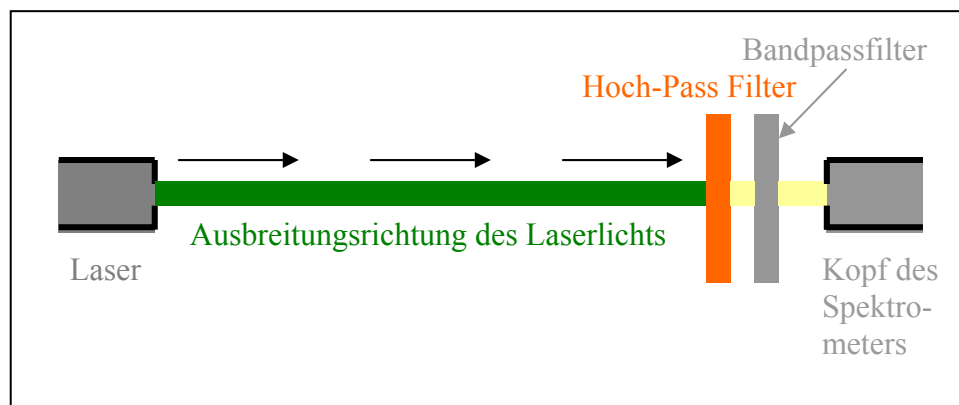 Bandpassfilter
Hoch-Pass Filter
Ausbreitungsrichtung des Laserlichts
Laser
Kopf des
Spektro-
meters